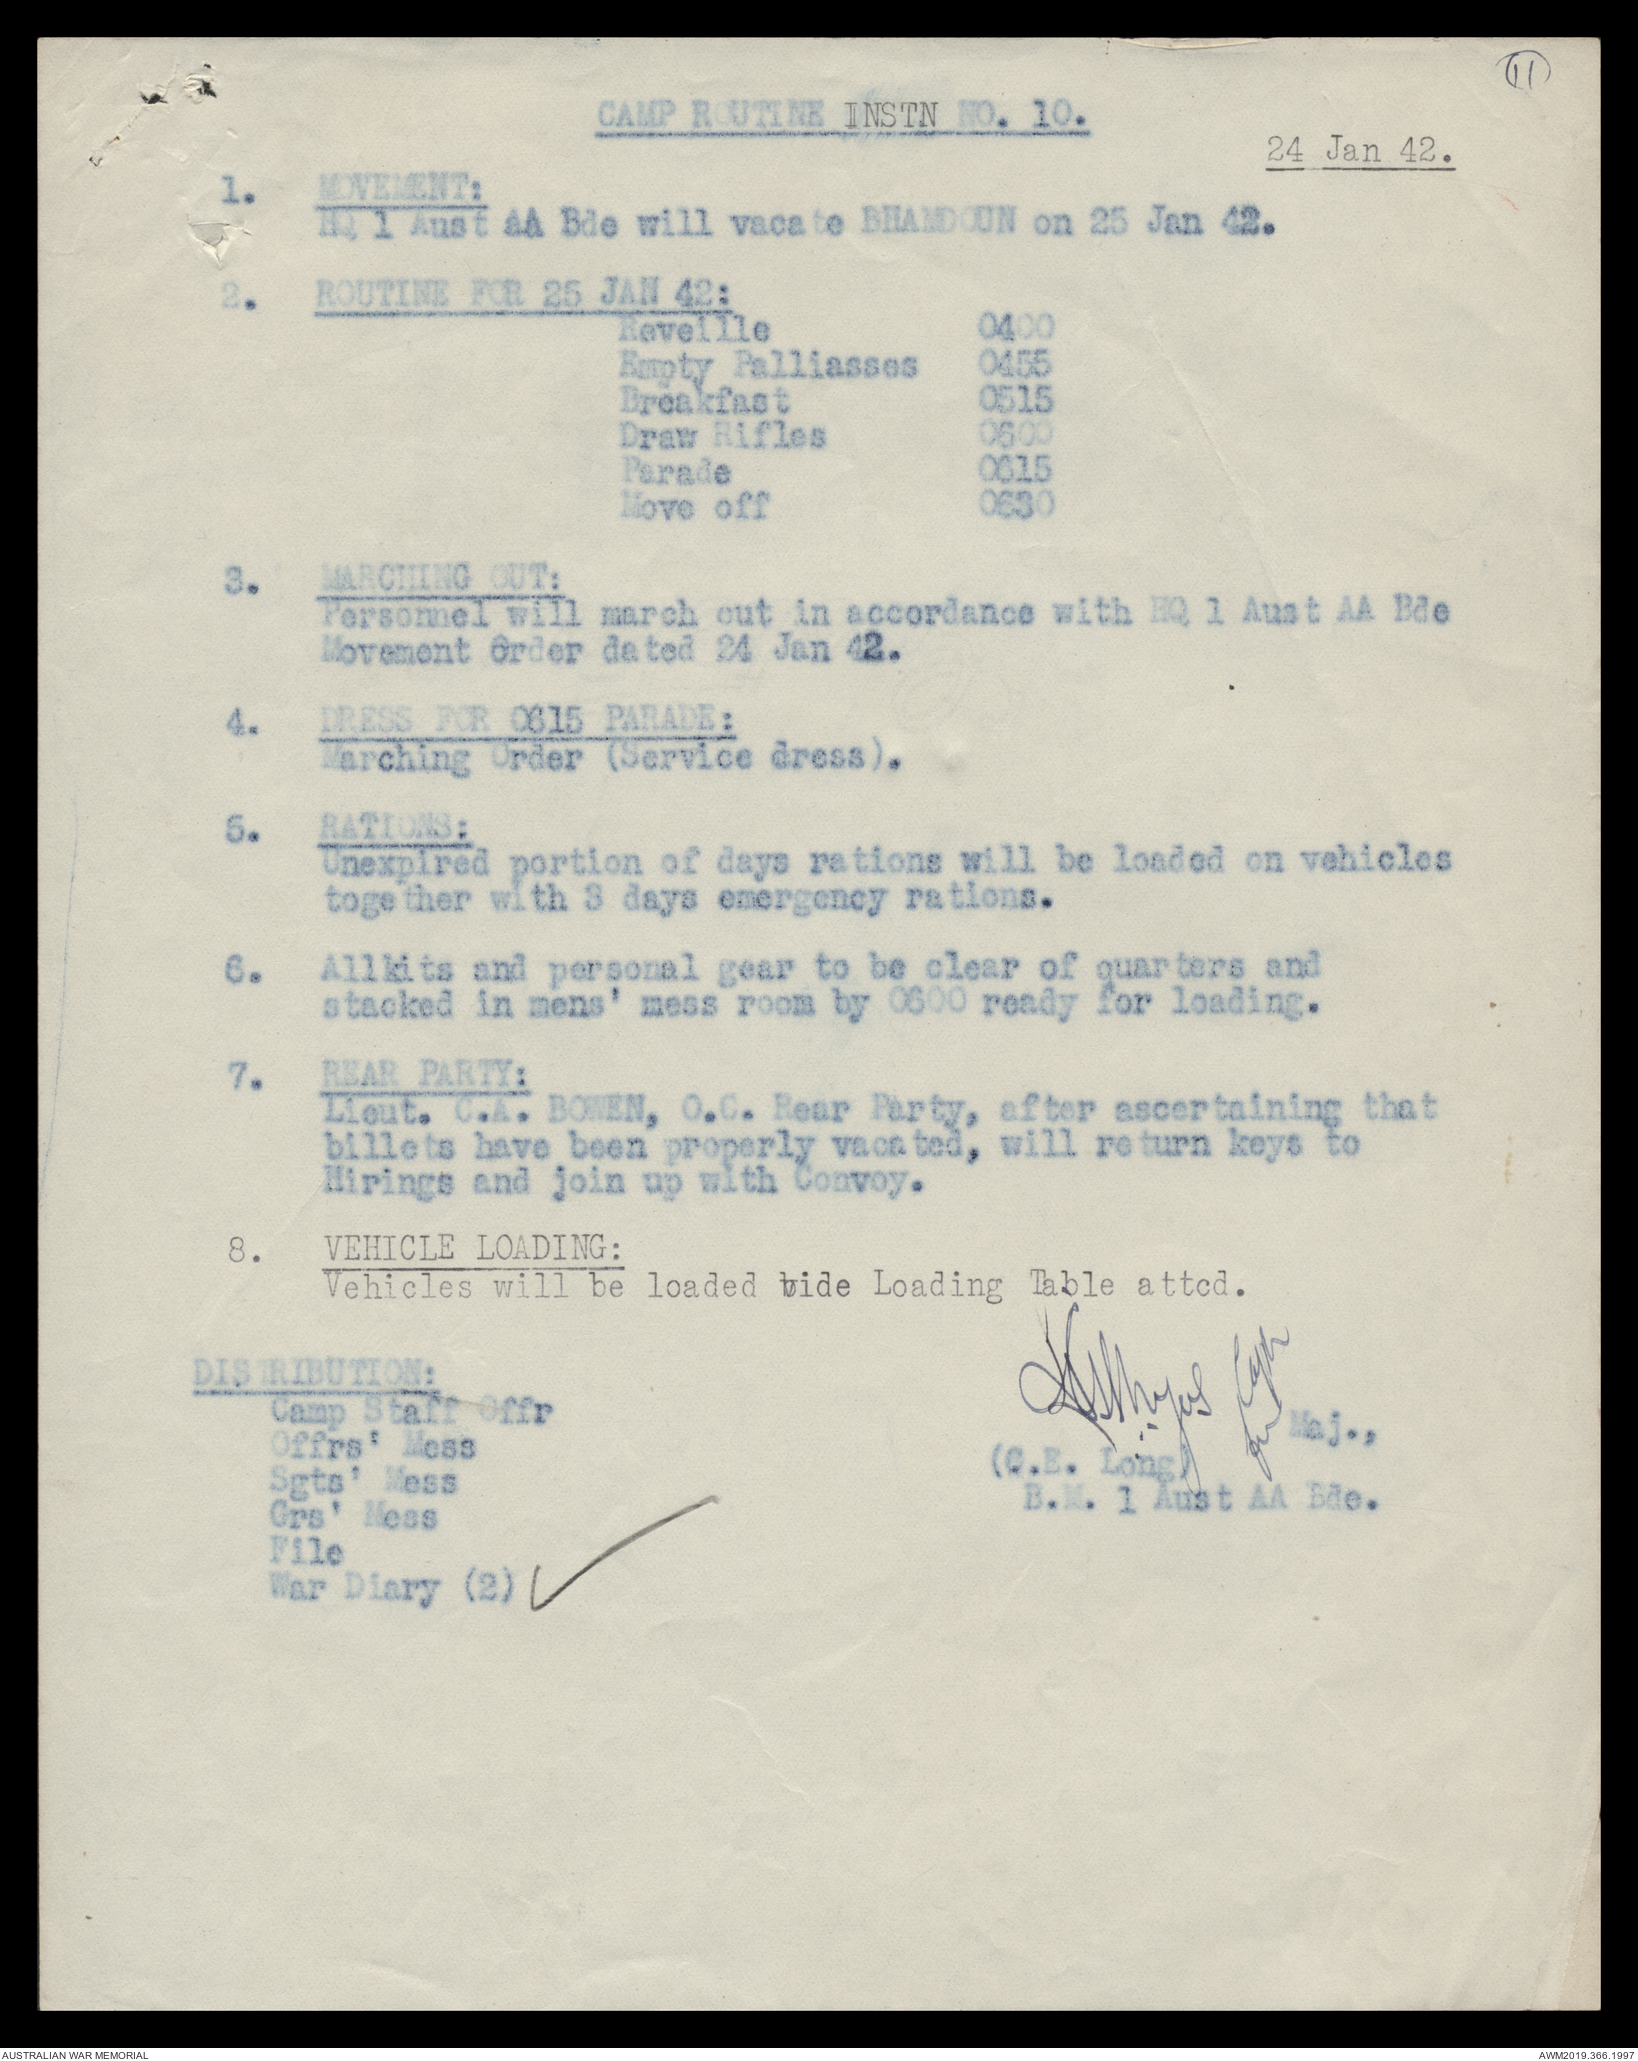 11
CAMP ROUTINE INSTN NO. 10.
24 Jan 42.
1. MOVEMENT:
HQ 1 Aust AA Bde will vacate BHAMDOUN on 25 Jan 42.
2. ROUTINE FOR 25 JAN 42:
Reveille 0400
Empty Palliasses 0455
Breakfast 0515
Draw Rifles 0600
Parade 0615
Move off 0630
3. MARCHING OUT:
Personnel will march out in accordance with HQ 1 Aust AA Bde
Movement Order dated 24 Jan 42.
4. DRESS FOR 0615 PARADE:
Marching Order (Service dress).
5. RATIONS:
Unexpired portion of days rations will be loaded on vehicles
together with 3 days emergency rations.
6. Allkits and personal gear to be clear of quarters and
stacked in mens' mess room by 0600 ready for loading.
7. REAR PARTY:
Lieut. C.A. BOWEN, O.C. Rear Party, after ascertaining that
billets have been properly vacated, will return keys to
Hirings and join up with Convoy.
8. VEHICLE LOADING:
Vehicles will be loaded vide Loading Table attcd.
DISTRIBUTION:
Camp Staff Offr
Offrs' Mess
Sgts' Mess
Grs' Mess
File
War Diary (2)
Capt
for Maj.,
(G.E. Long)
B.M. 1 Aust AA Bde.
AUSTRALIAN WAR MEMORIAL
AWM2019.366.1997